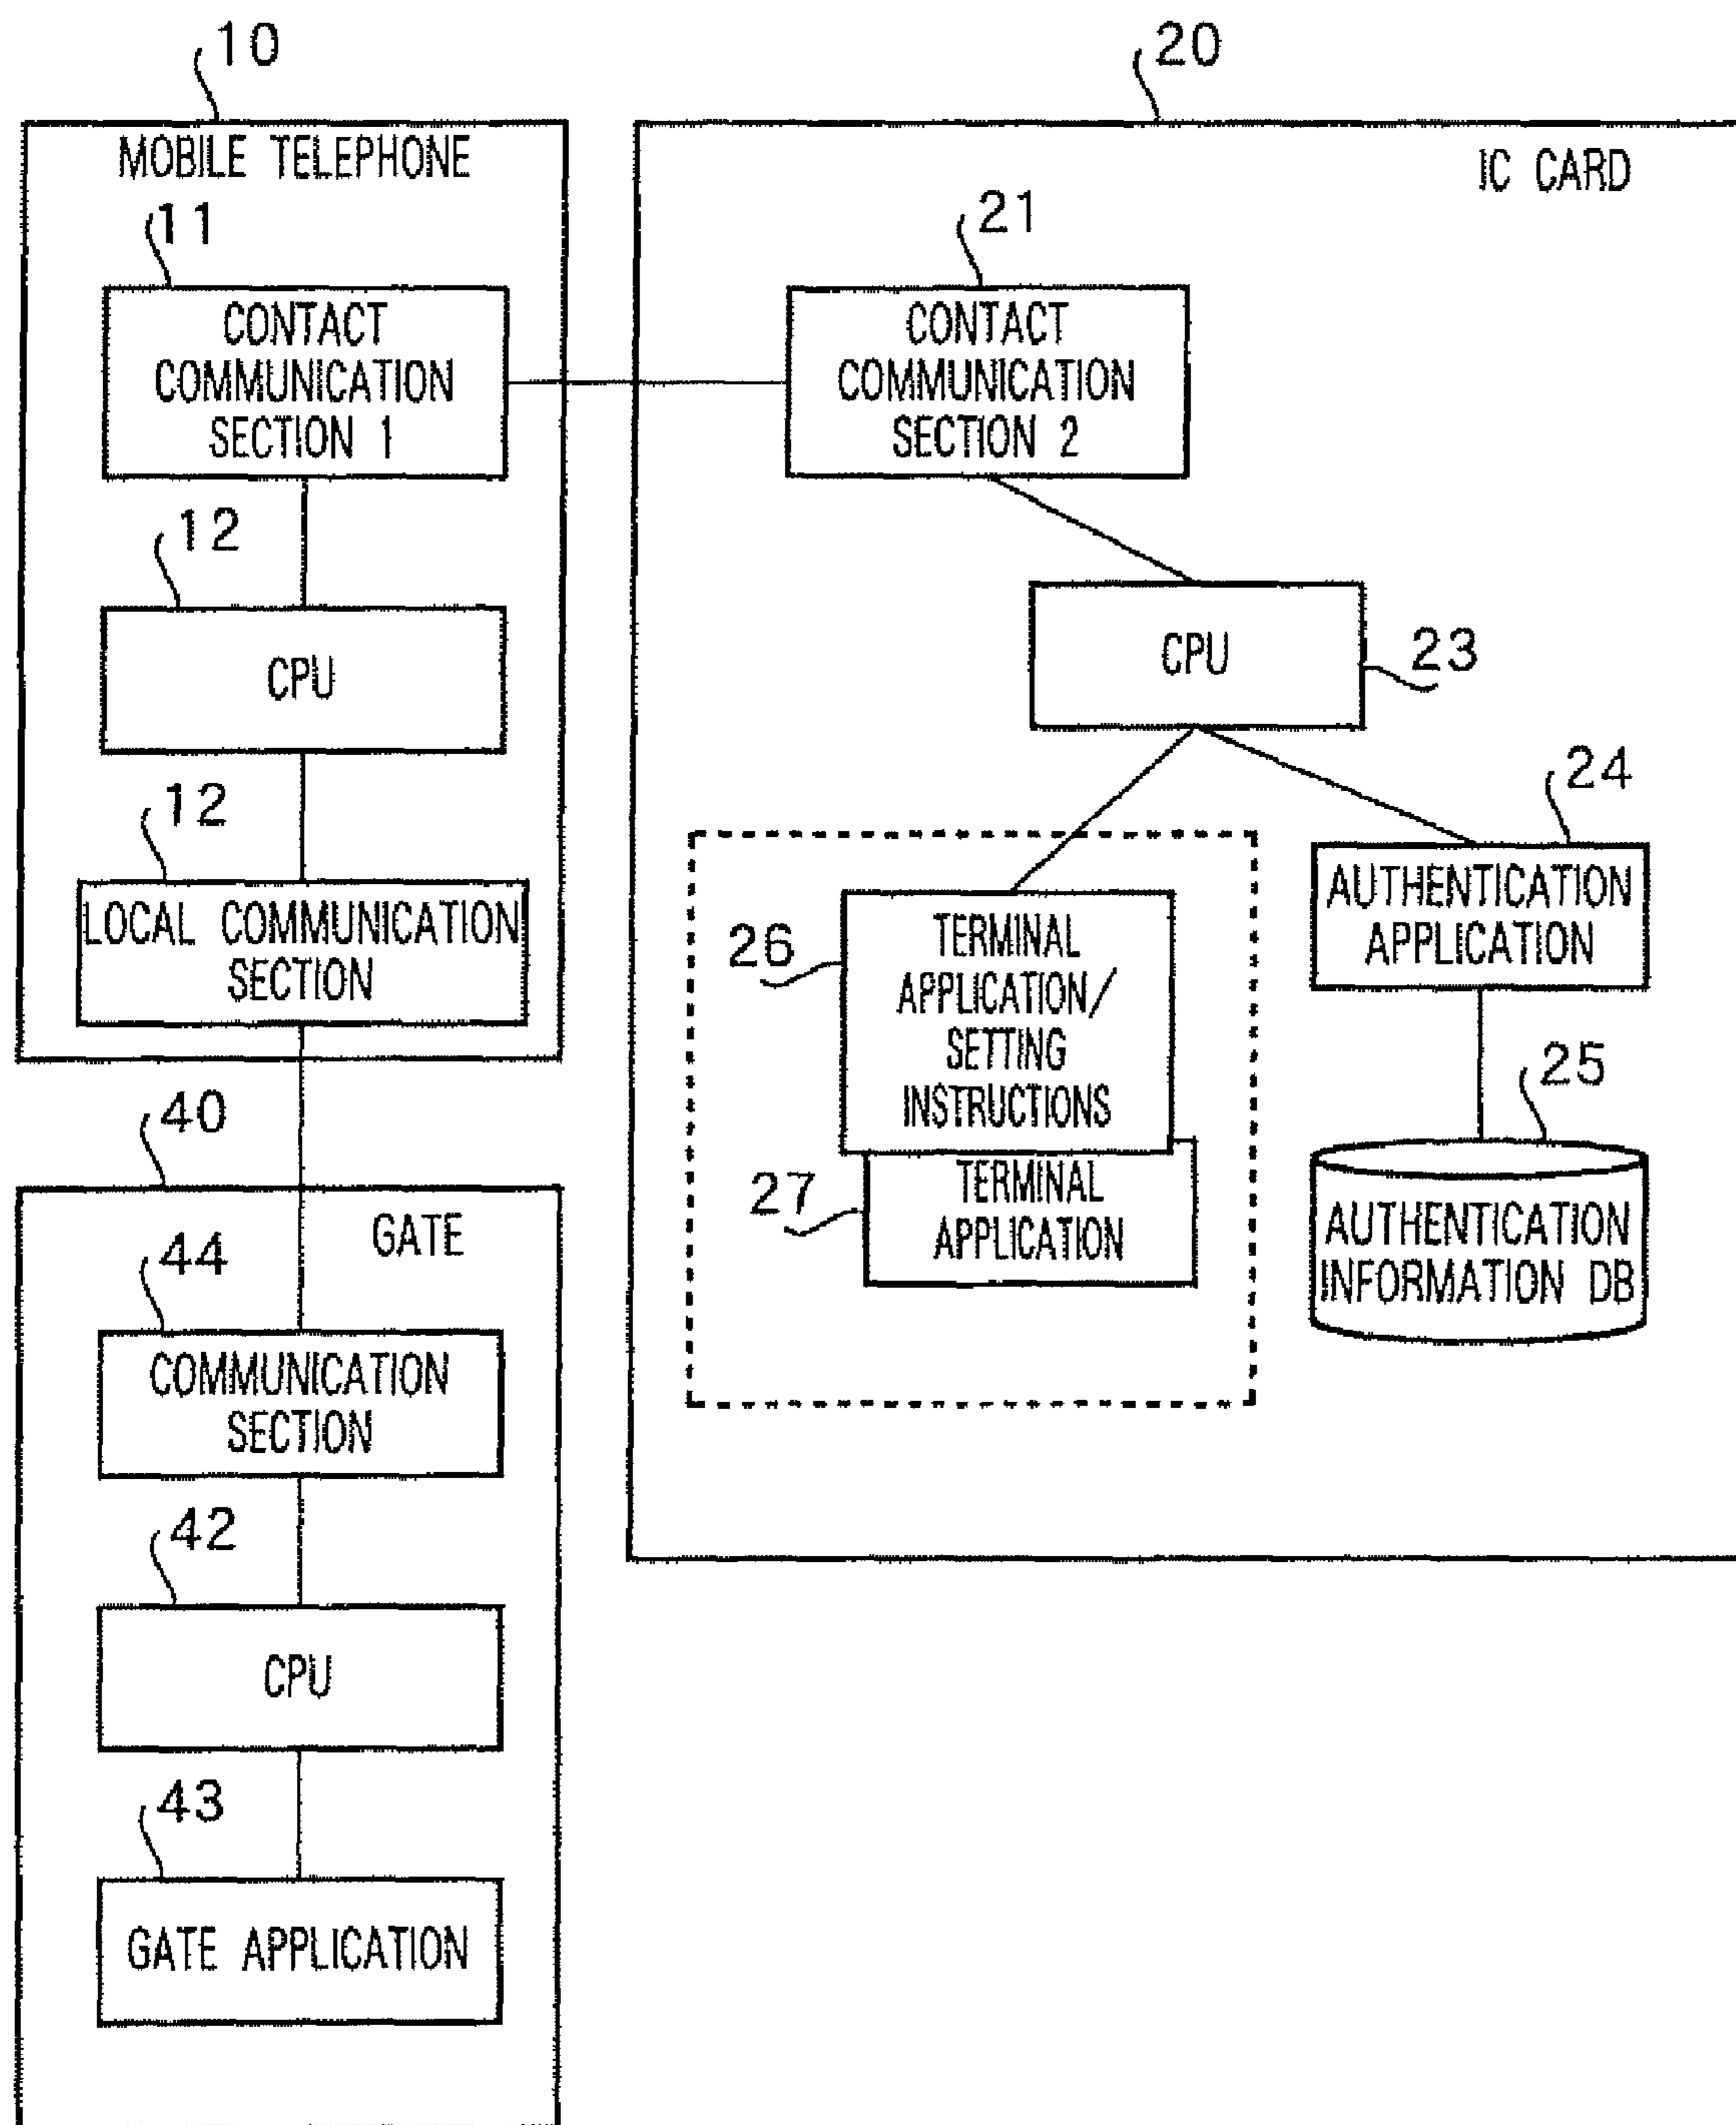 10
MOBILE TELEPHONE
11
CONTACT
COMMUNICATION
SECTION 1
12
CPU
12
LOCAL COMMUNICATION
SECTION
20
IC CARD
21
CONTACT
COMMUNICATION
SECTION 2
CPU
23
24
AUTHENTICATION
APPLICATION
26
TERMINAL
APPLICATION/
SETTING
INSTRUCTIONS
27
TERMINAL
APPLICATION
25
AUTHENTICATION
INFORMATION DB
40
GATE
44
COMMUNICATION
SECTION
42
CPU
43
GATE APPLICATION